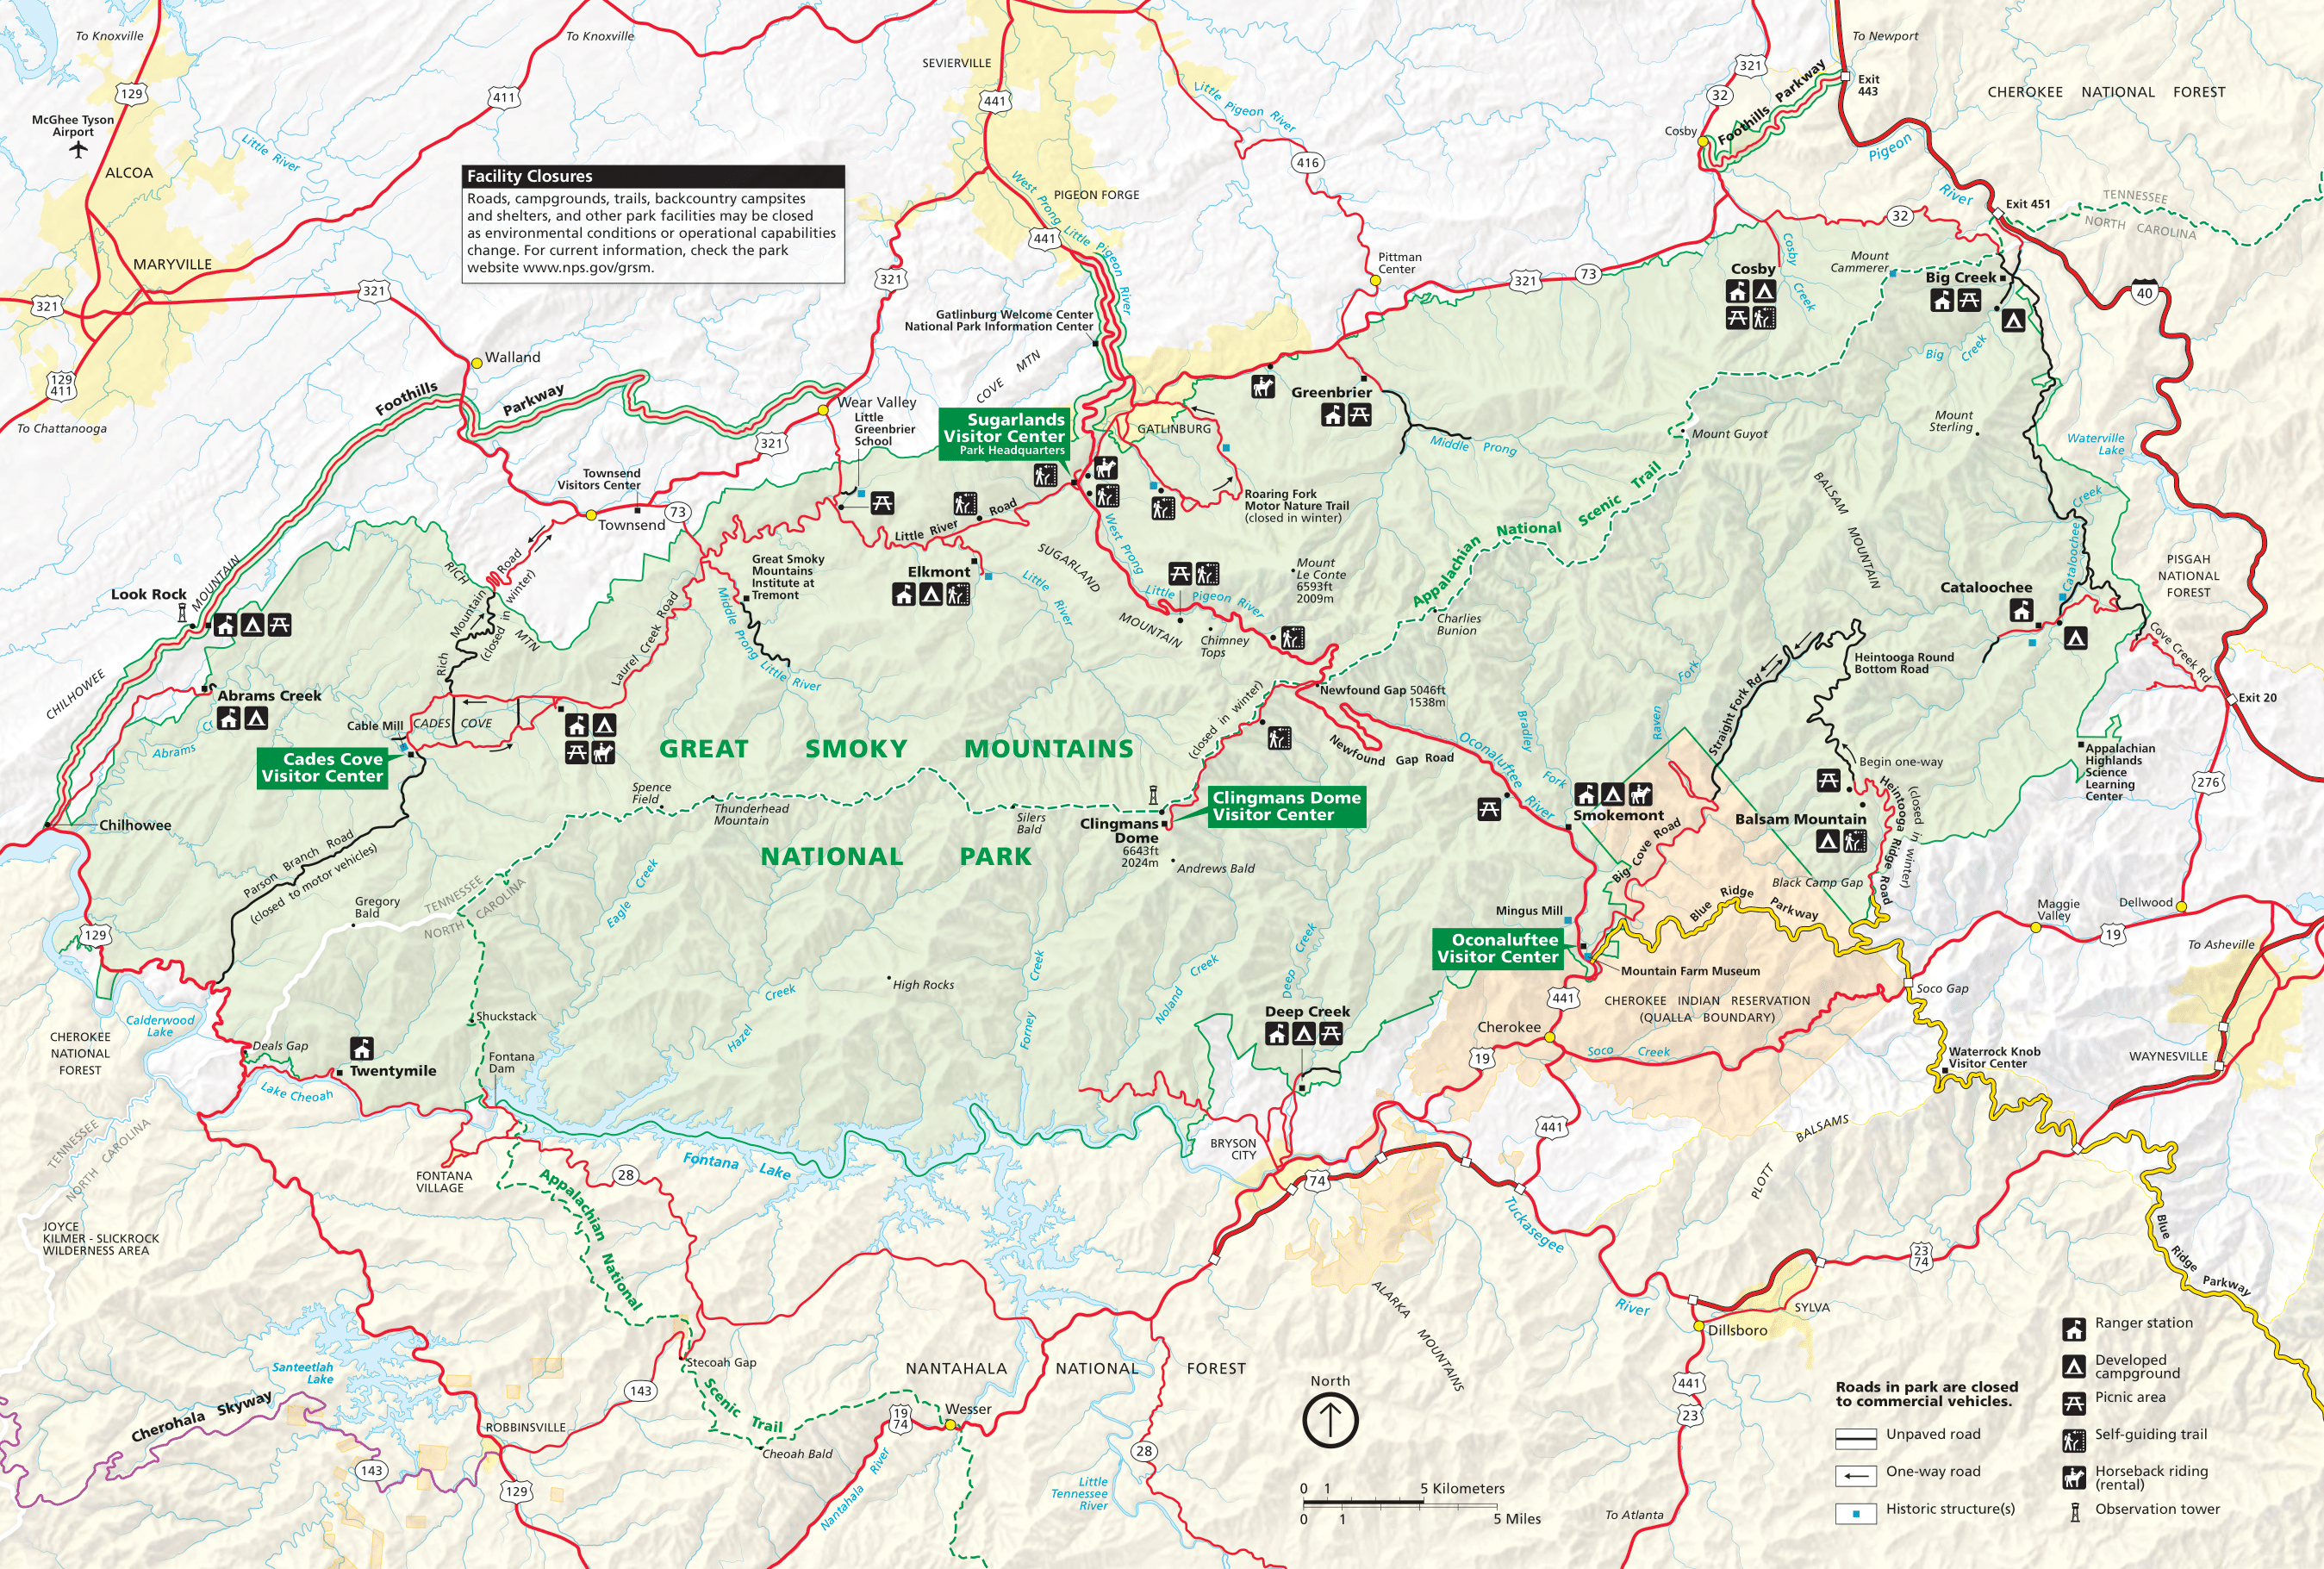 To Knoxville
To Knoxville
SEVIERVILLE
To Newport
129
411
441
321
32
Exit
443
CHEROKEE NATIONAL FOREST
McGhee Tyson
Airport
ALCOA
Little River
Little Pigeon River
Cosby
Foothills Parkway
Pigeon
River
416
Facility Closures
Roads, campgrounds, trails, backcountry campsites
and shelters, and other park facilities may be closed
as environmental conditions or operational capabilities
change. For current information, check the park
website www.nps.gov/grsm.
West Prong Little Pigeon River
PIGEON FORGE
441
Exit 451
TENNESSEE
NORTH CAROLINA
32
MARYVILLE
321
321
321
Pittman
Center
321
73
Cosby
Cosby Creek
Mount
Cammerer
Big Creek
40
Gatlinburg Welcome Center
National Park Information Center
Walland
129
411
To Chattanooga
Foothills Parkway
COVE MTN
Big Creek
Wear Valley
Little
Greenbrier
School
Sugarlands
Visitor Center
Park Headquarters
GATLINBURG
Greenbrier
Middle Prong
Mount Guyot
Mount
Sterling
Waterville
Lake
321
Townsend
Visitors Center
73
Townsend
Little River Road
Roaring Fork
Motor Nature Trail
(closed in winter)
Appalachian National Scenic Trail
BALSAM MOUNTAIN
Cataloochee Creek
PISGAH
NATIONAL
FOREST
West Prong
Little Pigeon River
SUGARLAND
MOUNTAIN
Great Smoky
Mountains
Institute at
Tremont
Elkmont
Little River
Mount
Le Conte
6593ft
2009m
RICH
MTN
Rich Mountain Road
(closed in winter)
Look Rock
CHILHOWEE
MOUNTAIN
Laurel Creek Road
Middle Prong Little River
Chimney
Tops
Charlies
Bunion
Cataloochee
Cove Creek Rd
Exit 20
Heintooga Round
Bottom Road
Straight Fork Rd
Abrams Creek
Abrams
Cable Mill
CADES COVE
Cades Cove
Visitor Center
GREAT SMOKY MOUNTAINS
NATIONAL PARK
(closed in winter)
Newfound Gap 5046ft
1538m
Newfound Gap Road
Oconaluftee
River
Bradley
Fork
Raven
Fork
Begin one-way
Heintooga Ridge Road
(closed in winter)
Appalachian
Highlands
Science
Learning
Center
276
Chilhowee
Spence
Field
Thunderhead
Mountain
Silers
Bald
Clingmans
Dome
6643ft
2024m
Clingmans Dome
Visitor Center
Andrews Bald
Smokemont
Balsam Mountain
Big Cove Road
Parson Branch Road
(closed to motor vehicles)
Gregory
Bald
TENNESSEE
NORTH CAROLINA
Eagle Creek
Black Camp Gap
Blue Ridge Parkway
Mingus Mill
Oconaluftee
Visitor Center
Mountain Farm Museum
Maggie
Valley
Dellwood
19
To Asheville
129
High Rocks
Hazel
Creek
Forney
Creek
Noland
Creek
Deep Creek
Deep Creek
441
CHEROKEE INDIAN RESERVATION
(QUALLA BOUNDARY)
Soco Gap
Cherokee
19
Soco Creek
Waterrock Knob
Visitor Center
WAYNESVILLE
CHEROKEE
NATIONAL
FOREST
Calderwood
Lake
Shuckstack
Deals Gap
Twentymile
Fontana
Dam
Lake Cheoah
TENNESSEE
NORTH CAROLINA
FONTANA
VILLAGE
28
Fontana Lake
BRYSON
CITY
74
441
Tuckasegee
River
PLOTT
BALSAMS
JOYCE
KILMER - SLICKROCK
WILDERNESS AREA
Appalachian National
Scenic Trail
ALARKA
MOUNTAINS
23
74
Blue Ridge Parkway
SYLVA
Dillsboro
Santeetlah
Lake
Cherohala Skyway
143
ROBBINSVILLE
143
129
Stecoah Gap
Cheoah Bald
NANTAHALA NATIONAL FOREST
19
74
Wesser
Nantahala
River
Little
Tennessee
River
28
441
23
To Atlanta
North
0 1 5 Kilometers
0 1 5 Miles
Roads in park are closed
to commercial vehicles.
Unpaved road
One-way road
Historic structure(s)
Ranger station
Developed
campground
Picnic area
Self-guiding trail
Horseback riding
(rental)
Observation tower